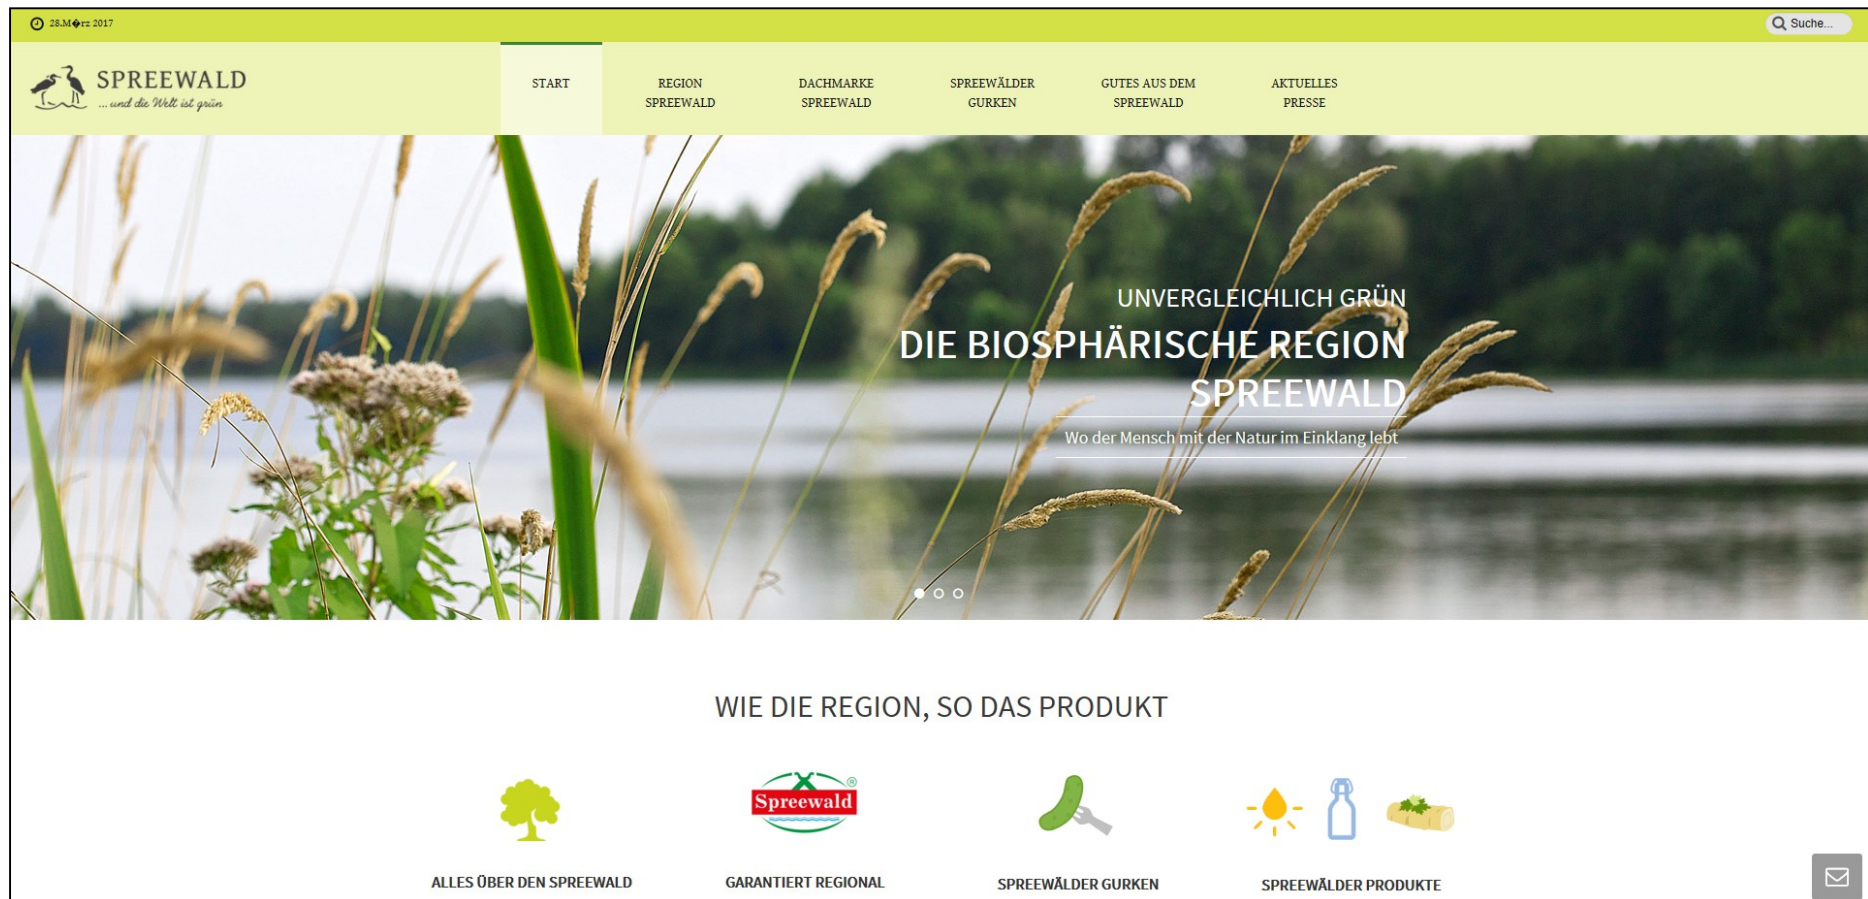 28.M�rz 2017
Suche...
SPREEWALD
... und die Welt ist grün
START
REGION
SPREEWALD
DACHMARKE
SPREEWALD
SPREEWÄLDER
GURKEN
GUTES AUS DEM
SPREEWALD
AKTUELLES
PRESSE
UNVERGLEICHLICH GRÜN
DIE BIOSPHÄRISCHE REGION
SPREEWALD
Wo der Mensch mit der Natur im Einklang lebt
WIE DIE REGION, SO DAS PRODUKT
Spreewald ®
ALLES ÜBER DEN SPREEWALD
GARANTIERT REGIONAL
SPREEWÄLDER GURKEN
SPREEWÄLDER PRODUKTE